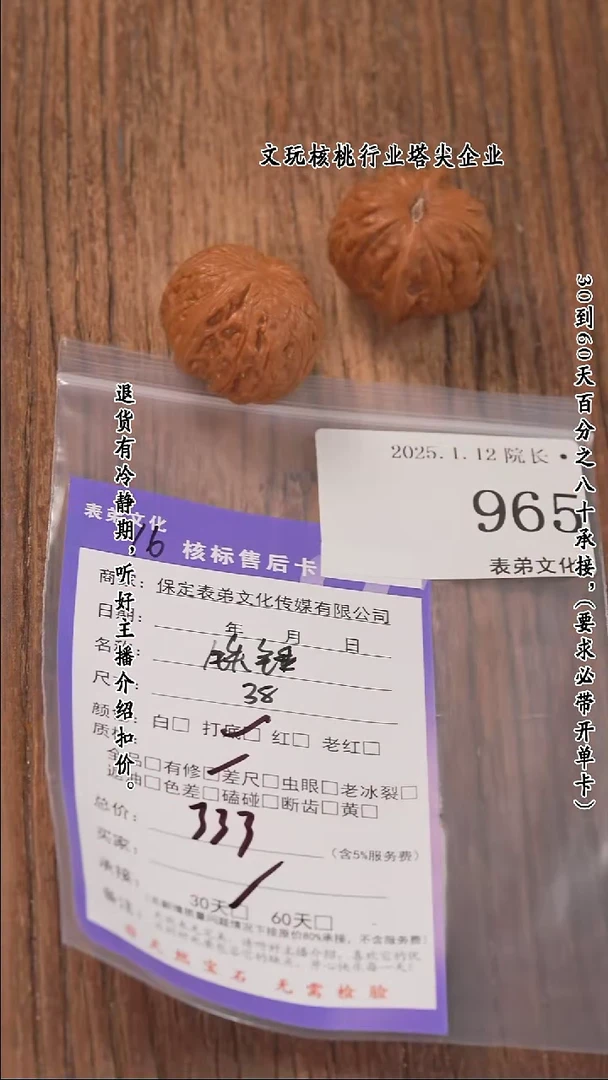 文玩核桃行业塔尖企业
30到60天百分之八十承接，（要求必带开单卡）
退货有冷静期，听好主播介绍扣价。
2025.1.12 院长·
965
表弟文化
表弟文化
16
核标售后卡
商家: 保定表弟文化传媒有限公司
日期: 年 月 日
名称:
尺 : 38
颜色: 白□ 打底□ 红□ 老红□
质 : 全品□有修□差尺□虫眼□老冰裂□
□色差□磕碰□断齿□黄□
总价: 333
买家: (含5%服务费)
承接: 30天□ 60天□
备注:
天然宝石 无需检验